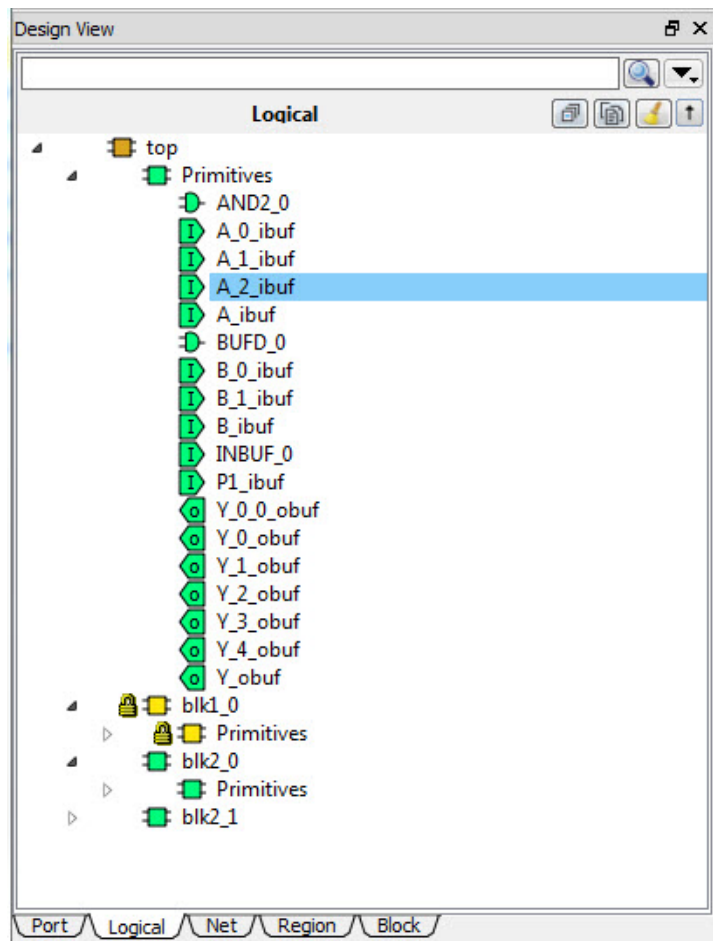 Design View
Logical
top
Primitives
AND2_0
I A_0_ibuf
I A_1_ibuf
I A_2_ibuf
I A_ibuf
BUFD_0
I B_0_ibuf
I B_1_ibuf
I B_ibuf
I INBUF_0
I P1_ibuf
O Y_0_0_obuf
O Y_0_obuf
O Y_1_obuf
O Y_2_obuf
O Y_3_obuf
O Y_4_obuf
O Y_obuf
blk1_0
Primitives
blk2_0
Primitives
blk2_1
Port Logical Net Region Block